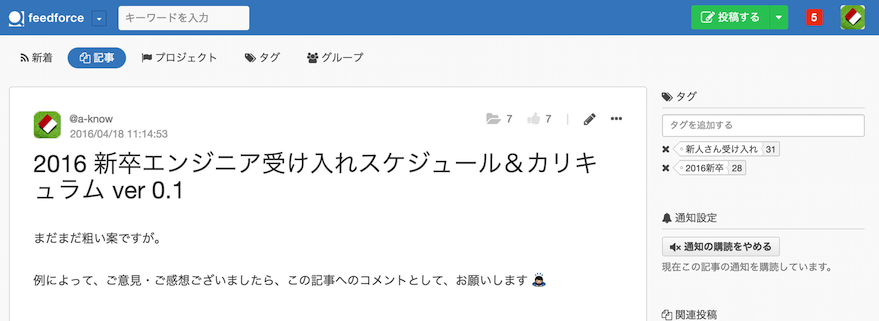 feedforce
キーワードを入力
投稿する
5
新着
記事
プロジェクト
タグ
グループ
@a-know
2016/04/18 11:14:53
7
7
2016 新卒エンジニア受け入れスケジュール＆カリキ
ュラム ver 0.1
まだまだ粗い案ですが。
例によって、ご意見・ご感想ございましたら、この記事へのコメントとして、お願いします
タグ
タグを追加する
新人さん受け入れ 31
2016新卒 28
通知設定
通知の購読をやめる
現在この記事の通知を購読しています。
関連投稿